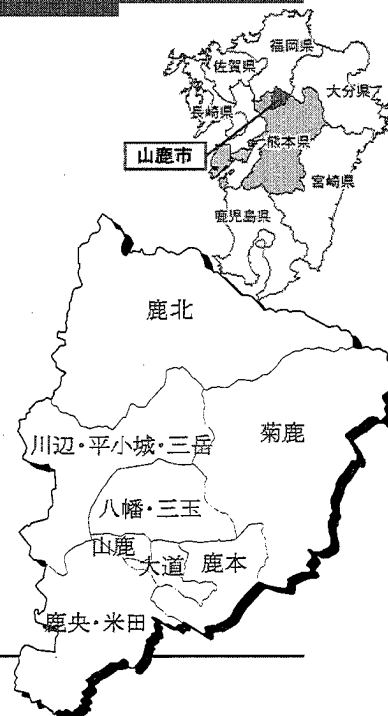 福岡県
佐賀県
大分県
長崎県
熊本県
山鹿市
宮崎県
鹿児島県
鹿北
菊鹿
川辺・平小城・三岳
八幡・三玉
山鹿
大道
鹿本
鹿央・米田